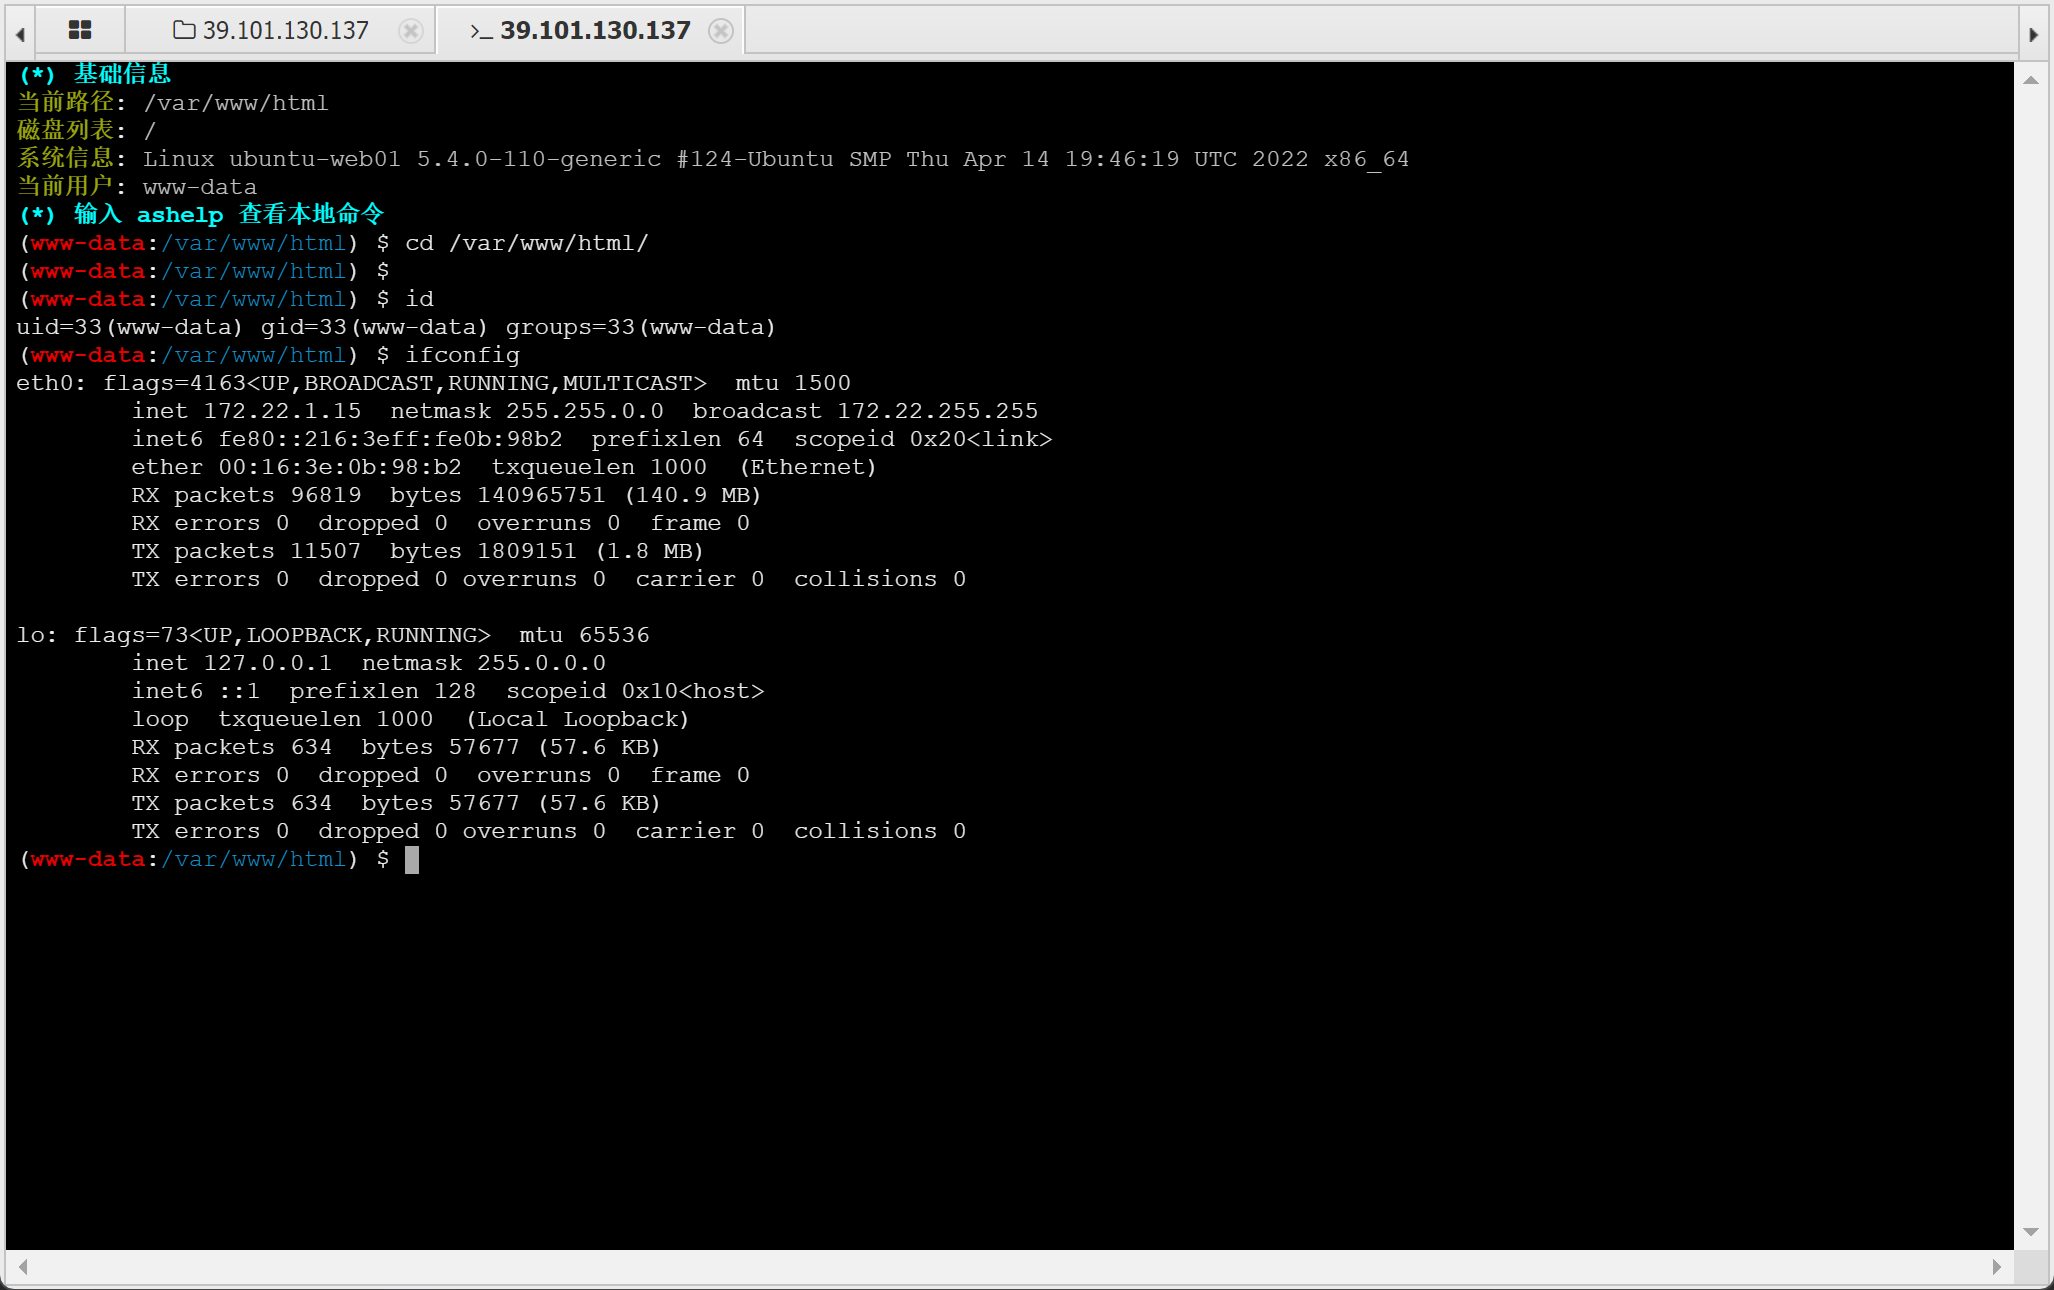 39.101.130.137
>_ 39.101.130.137
(*) 基础信息
当前路径: /var/www/html
磁盘列表: /
系统信息: Linux ubuntu-web01 5.4.0-110-generic #124-Ubuntu SMP Thu Apr 14 19:46:19 UTC 2022 x86_64
当前用户: www-data
(*) 输入 ashelp 查看本地命令
(www-data:/var/www/html) $ cd /var/www/html/
(www-data:/var/www/html) $
(www-data:/var/www/html) $ id
uid=33(www-data) gid=33(www-data) groups=33(www-data)
(www-data:/var/www/html) $ ifconfig
eth0: flags=4163<UP,BROADCAST,RUNNING,MULTICAST>  mtu 1500
        inet 172.22.1.15  netmask 255.255.0.0  broadcast 172.22.255.255
        inet6 fe80::216:3eff:fe0b:98b2  prefixlen 64  scopeid 0x20<link>
        ether 00:16:3e:0b:98:b2  txqueuelen 1000  (Ethernet)
        RX packets 96819  bytes 140965751 (140.9 MB)
        RX errors 0  dropped 0  overruns 0  frame 0
        TX packets 11507  bytes 1809151 (1.8 MB)
        TX errors 0  dropped 0 overruns 0  carrier 0  collisions 0

lo: flags=73<UP,LOOPBACK,RUNNING>  mtu 65536
        inet 127.0.0.1  netmask 255.0.0.0
        inet6 ::1  prefixlen 128  scopeid 0x10<host>
        loop  txqueuelen 1000  (Local Loopback)
        RX packets 634  bytes 57677 (57.6 KB)
        RX errors 0  dropped 0  overruns 0  frame 0
        TX packets 634  bytes 57677 (57.6 KB)
        TX errors 0  dropped 0 overruns 0  carrier 0  collisions 0
(www-data:/var/www/html) $